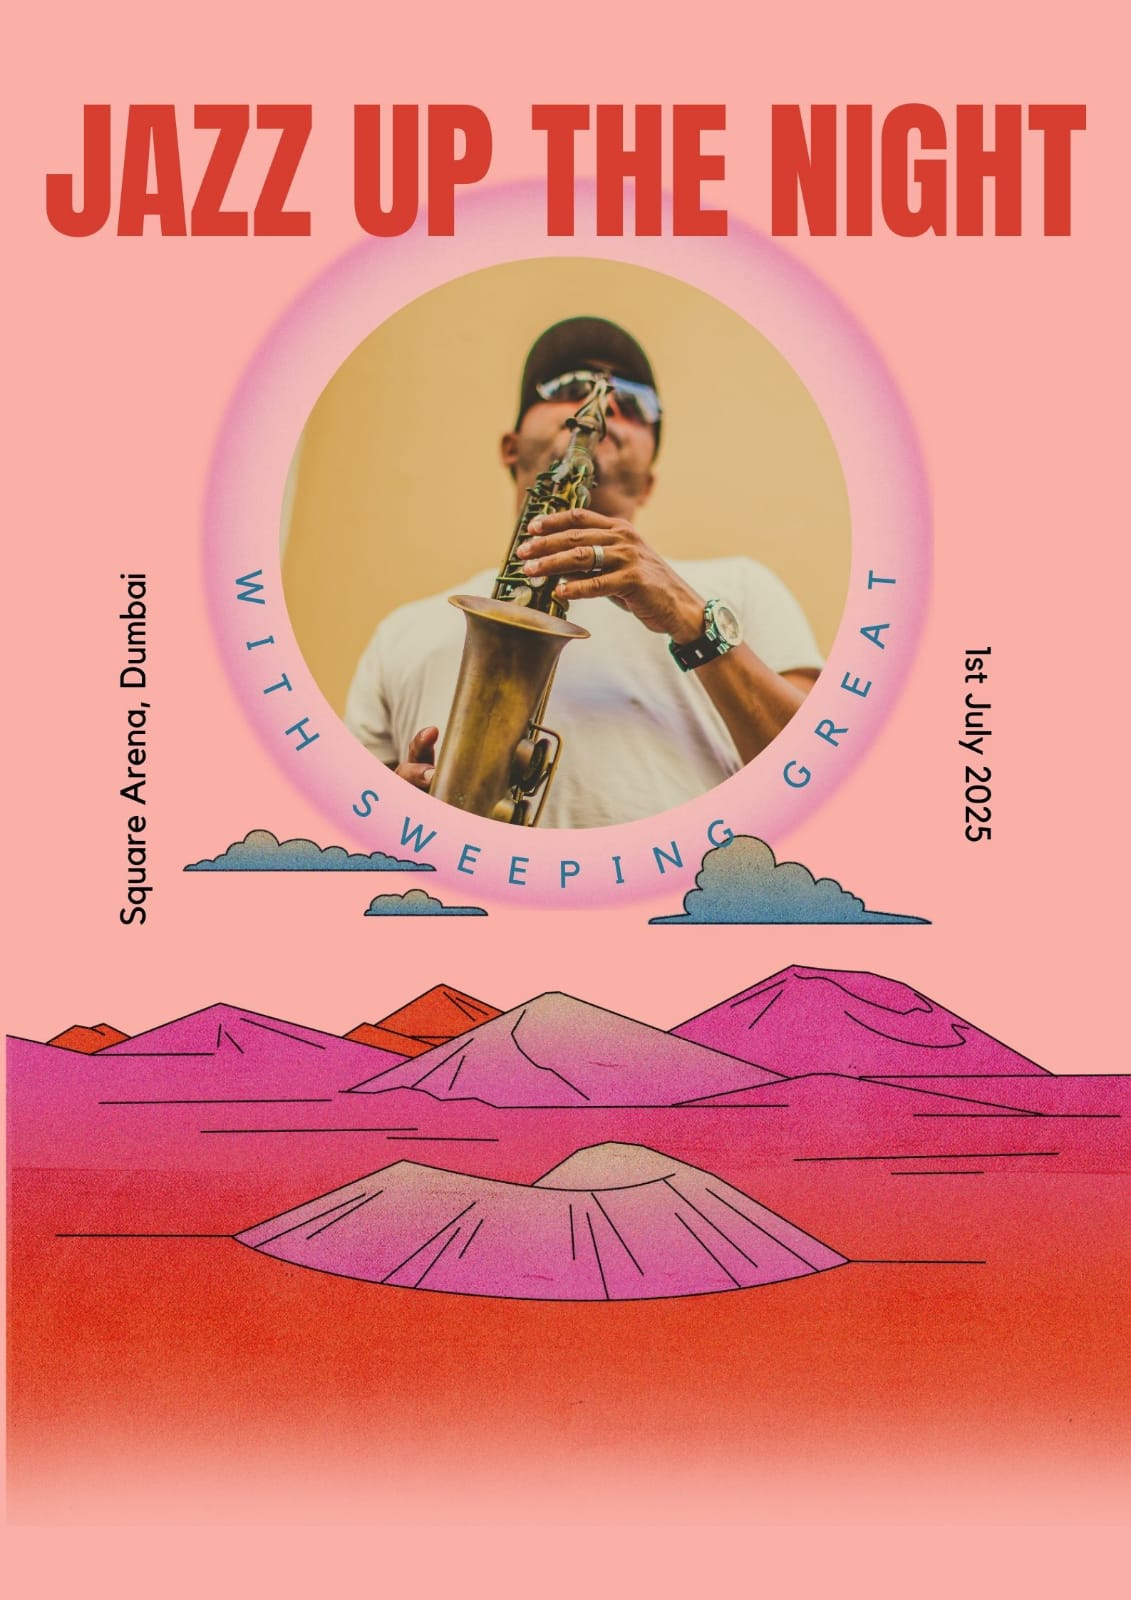 JAZZ UP THE NIGHT
WITH SWEEPING GREAT
Square Arena, Dumbai
1st July 2025